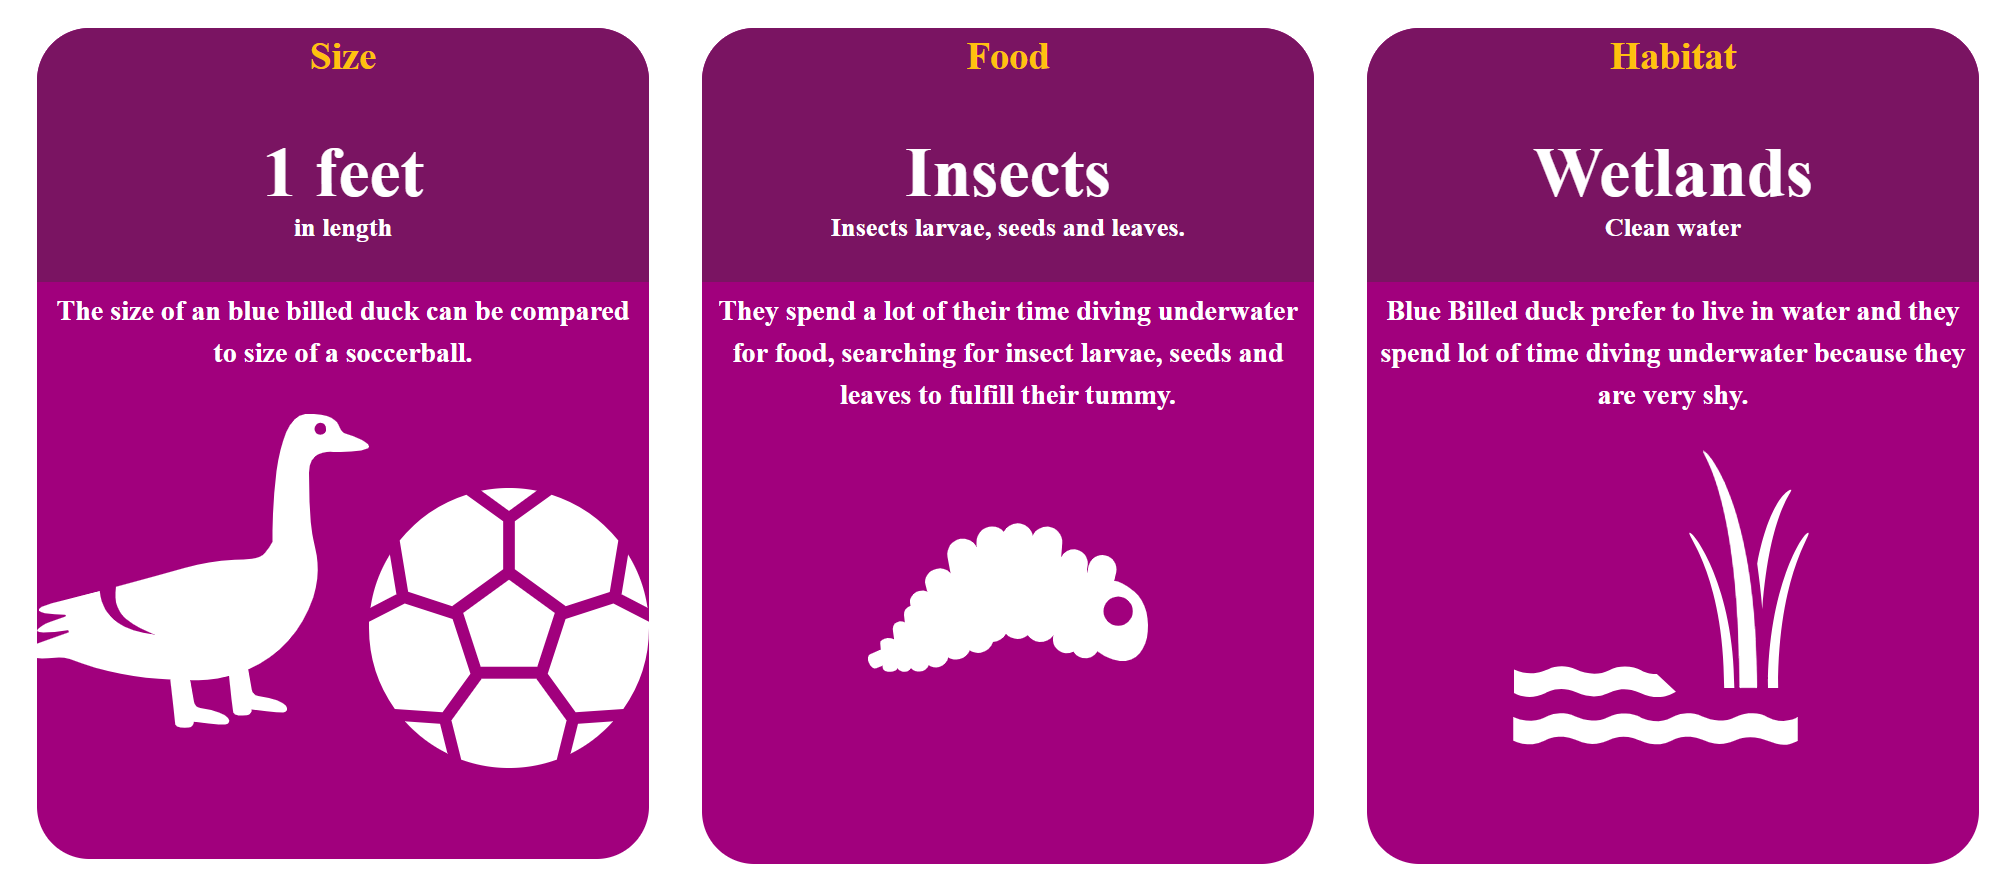 Size
1 feet
in length
The size of an blue billed duck can be compared
to size of a soccerball.
Food
Insects
Insects larvae, seeds and leaves.
They spend a lot of their time diving underwater
for food, searching for insect larvae, seeds and
leaves to fulfill their tummy.
Habitat
Wetlands
Clean water
Blue Billed duck prefer to live in water and they
spend lot of time diving underwater because they
are very shy.